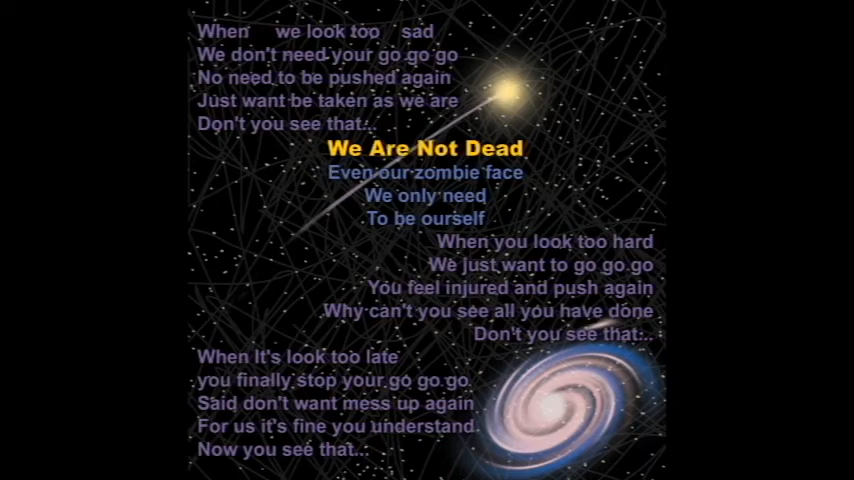 When we look too sad
We don't need your go go go
No need to be pushed again
Just want be taken as we are
Don't you see that...
We Are Not Dead
Even our zombie face
We only need
To be ourself
When you look too hard
We just want to go go go
You feel injured and push again
Why can't you see all you have done
Don't you see that...
When It's look too late
you finally stop your go go go
Said don't want mess up again
For us it's fine you understand
Now you see that...